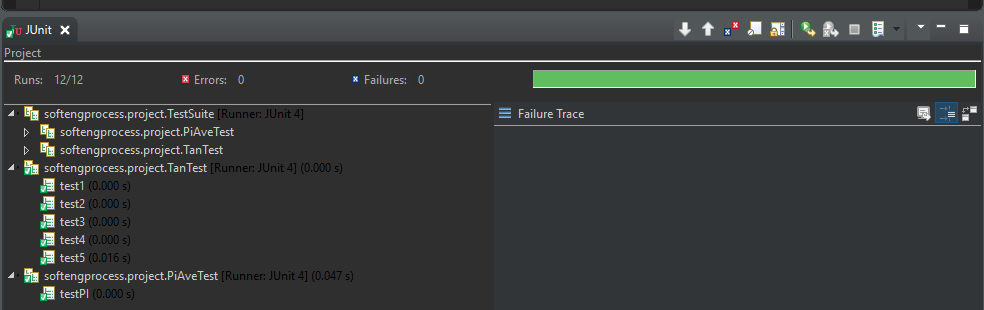 JUnit
Project
Runs: 12/12 Errors: 0 Failures: 0
softengprocess.project.TestSuite [Runner: JUnit 4]
softengprocess.project.PiAveTest
softengprocess.project.TanTest
softengprocess.project.TanTest [Runner: JUnit 4] (0.000 s)
test1 (0.000 s)
test2 (0.000 s)
test3 (0.000 s)
test4 (0.000 s)
test5 (0.016 s)
softengprocess.project.PiAveTest [Runner: JUnit 4] (0.047 s)
testPI (0.000 s)
Failure Trace